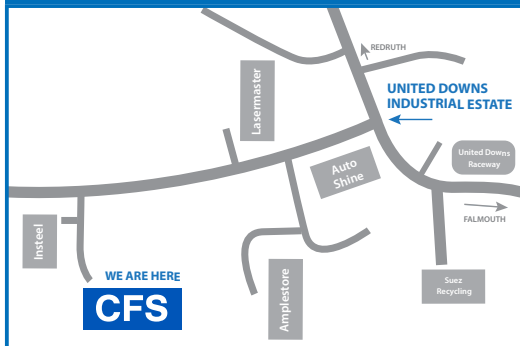 REDRUTH
UNITED DOWNS
INDUSTRIAL ESTATE
Lasermaster
United Downs
Raceway
Auto
Shine
FALMOUTH
Insteel
WE ARE HERE
CFS
Amplestore
Suez
Recycling